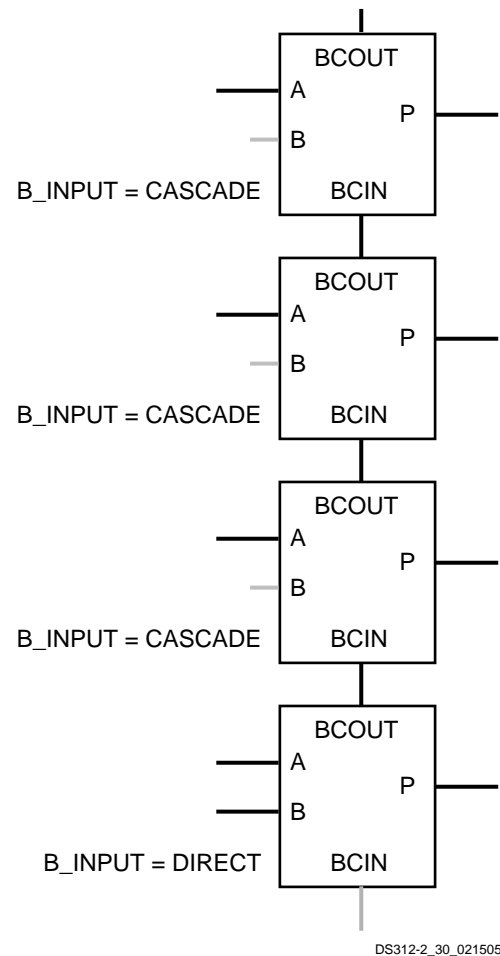 BCOUT
A
P
B
B_INPUT = CASCADE
BCIN
BCOUT
A
P
B
B_INPUT = CASCADE
BCIN
BCOUT
A
P
B
B_INPUT = CASCADE
BCIN
BCOUT
A
P
B
B_INPUT = DIRECT
BCIN
DS312-2_30_021505